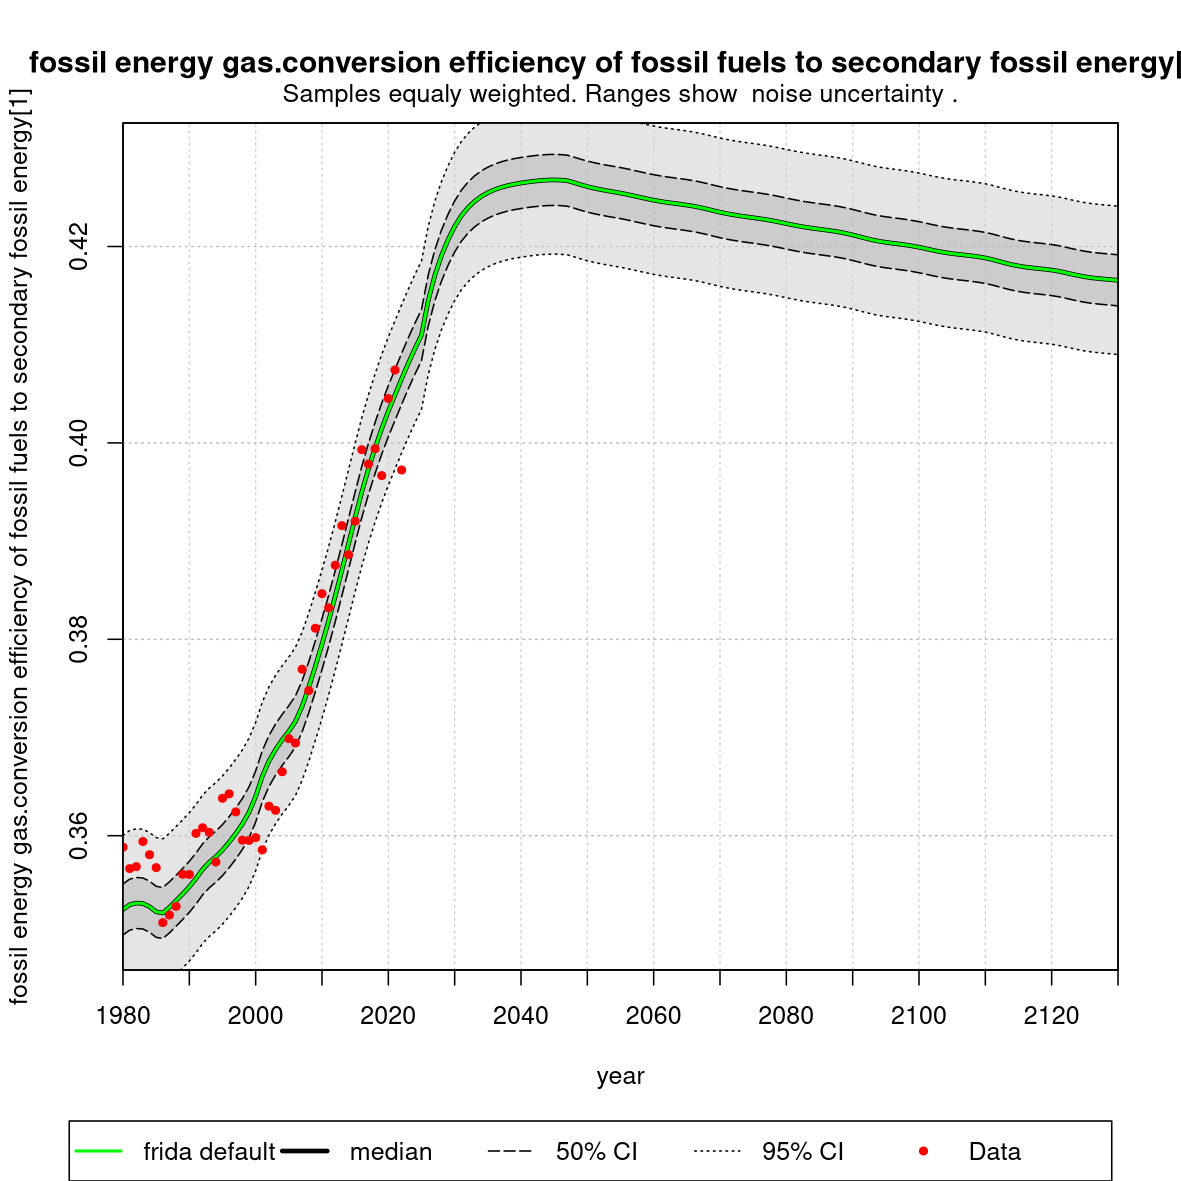 fossil energy gas.conversion efficiency of fossil fuels to secondary fossil energy[
Samples equaly weighted. Ranges show  noise uncertainty .
fossil energy gas.conversion efficiency of fossil fuels to secondary fossil energy[1]
0.42
0.40
0.38
0.36
1980 2000 2020 2040 2060 2080 2100 2120
year
frida default median 50% CI 95% CI Data